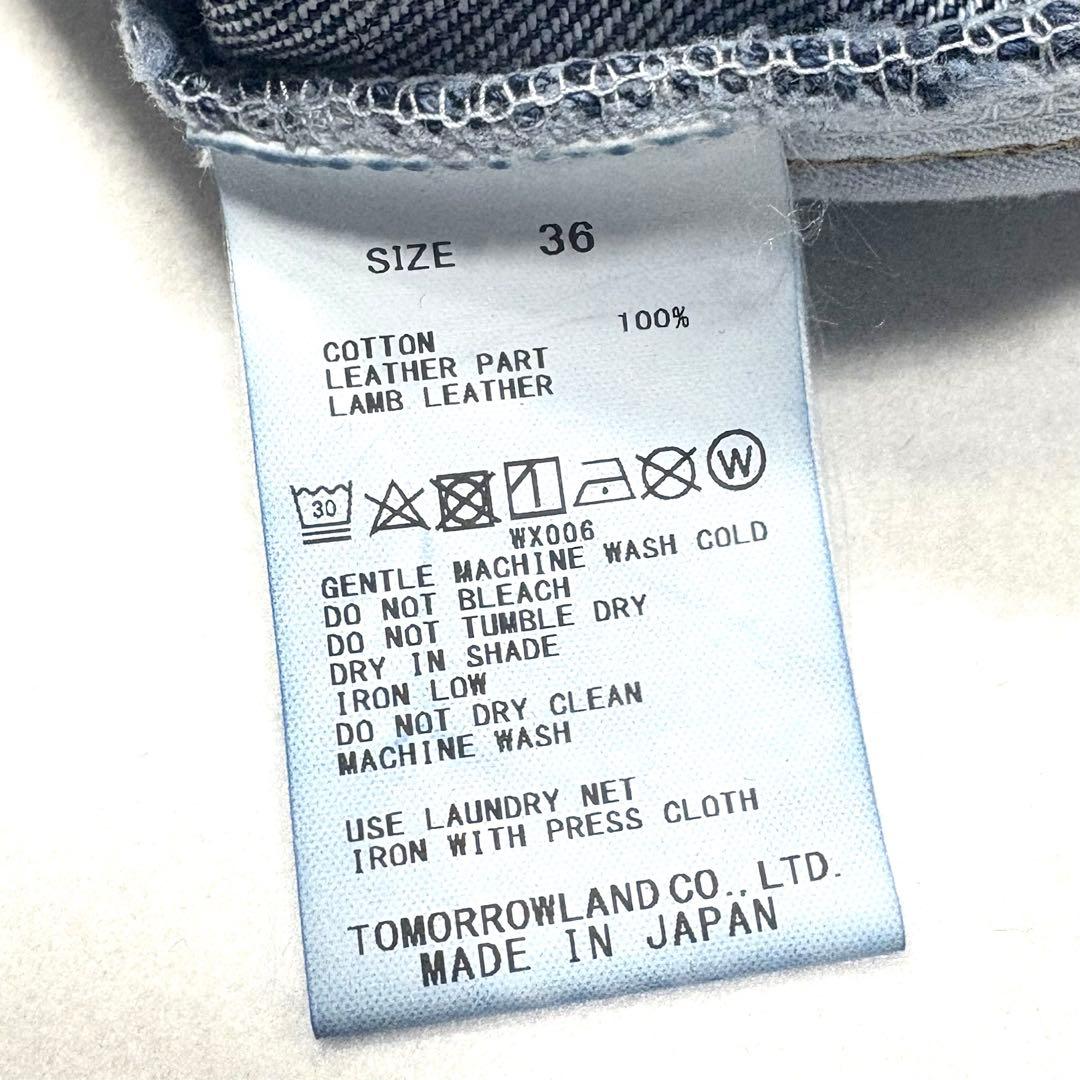 SIZE 36
COTTON 100%
LEATHER PART
LAMB LEATHER
30 W
WX006
GENTLE MACHINE WASH COLD
DO NOT BLEACH
DO NOT TUMBLE DRY
DRY IN SHADE
IRON LOW
DO NOT DRY CLEAN
MACHINE WASH
USE LAUNDRY NET
IRON WITH PRESS CLOTH
TOMORROWLAND CO., LTD.
MADE IN JAPAN